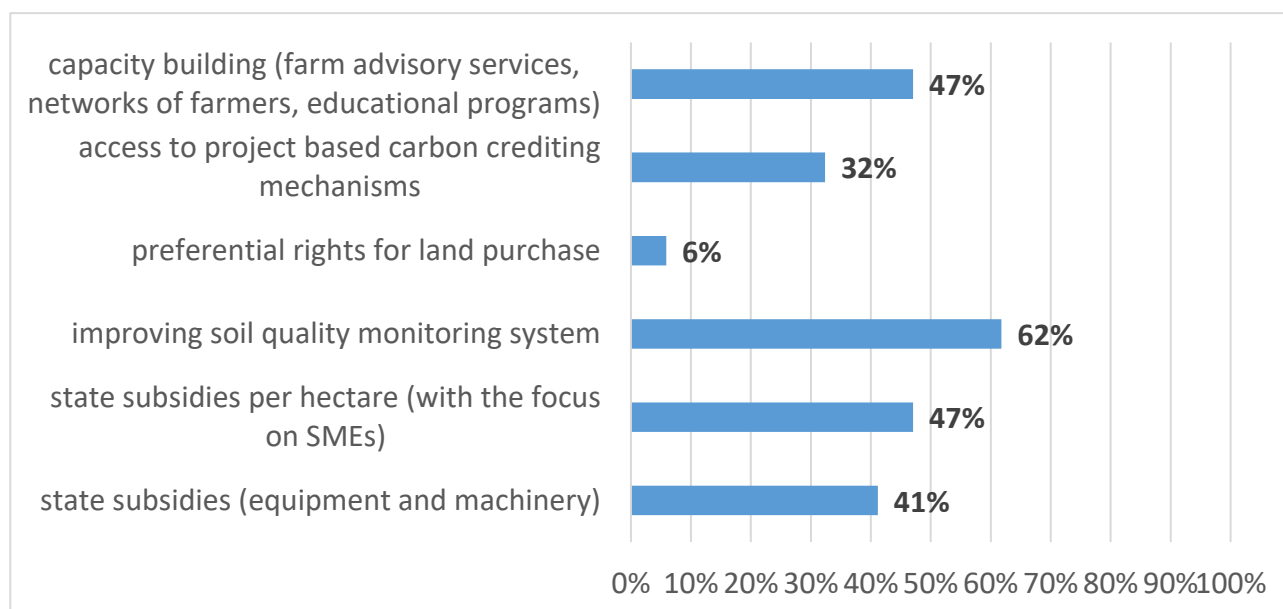 capacity building (farm advisory services,
networks of farmers, educational programs)
47%
access to project based carbon crediting
mechanisms
32%
preferential rights for land purchase
6%
improving soil quality monitoring system
62%
state subsidies per hectare (with the focus
on SMEs)
47%
state subsidies (equipment and machinery)
41%
0% 10% 20% 30% 40% 50% 60% 70% 80% 90% 100%